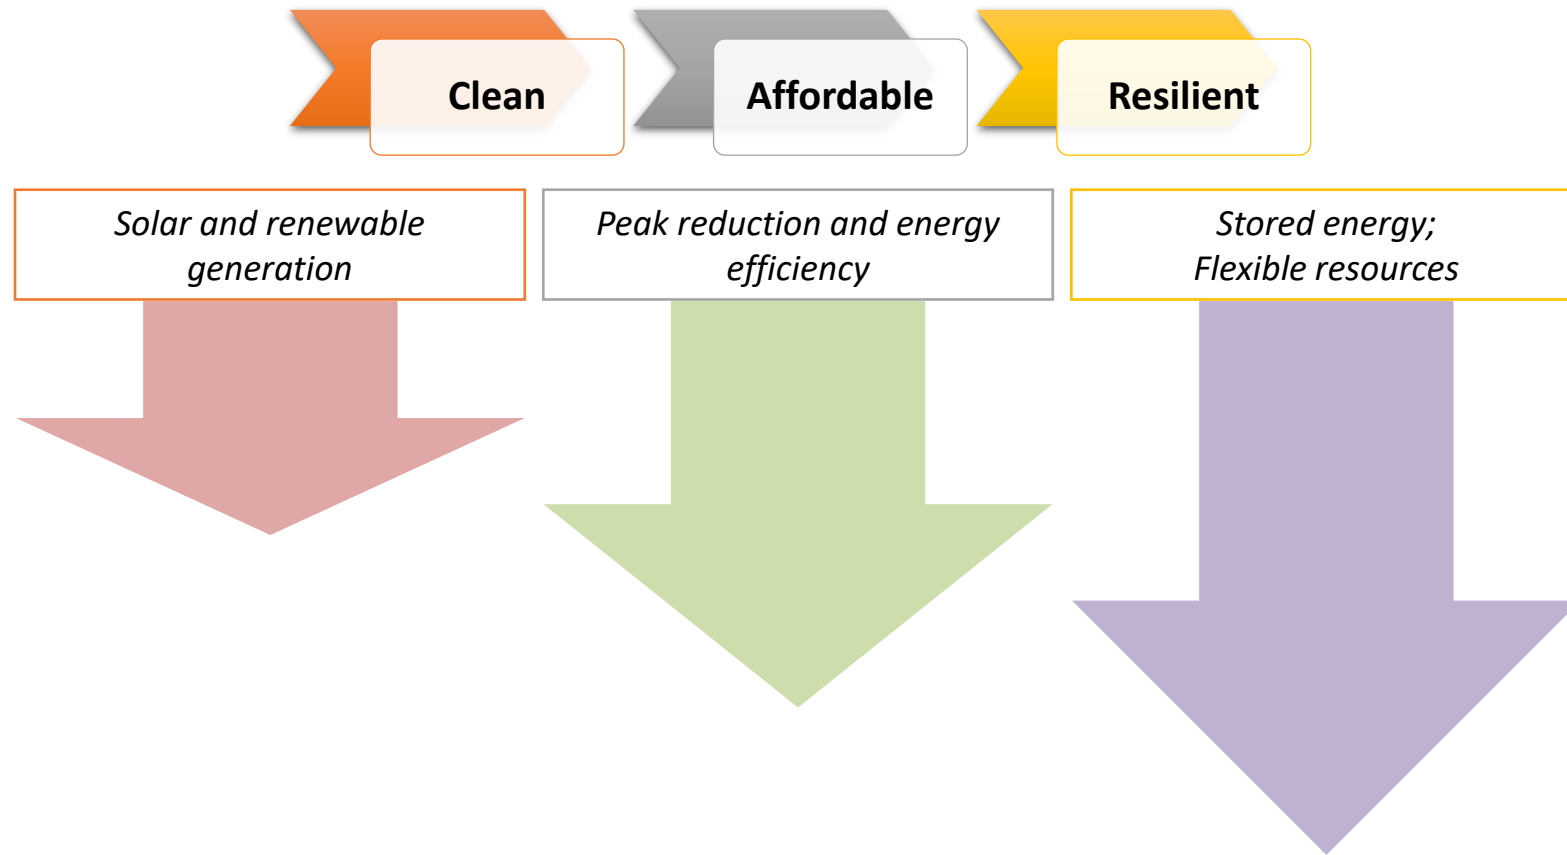 Clean
Affordable
Resilient
Solar and renewable
generation
Peak reduction and energy
efficiency
Stored energy;
Flexible resources